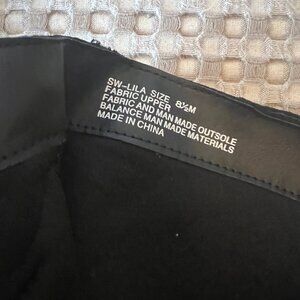 SW-LILA SIZE 8½M
FABRIC UPPER
FABRIC AND MAN MADE OUTSOLE
BALANCE MAN MADE MATERIALS
MADE IN CHINA